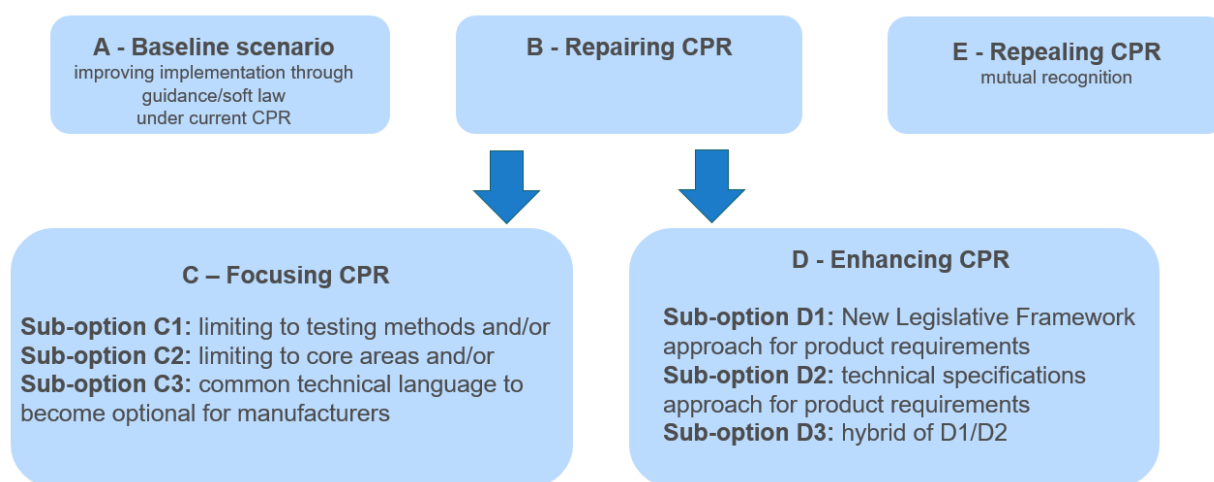 A - Baseline scenario
improving implementation through
guidance/soft law
under current CPR
B - Repairing CPR
E - Repealing CPR
mutual recognition
C – Focusing CPR
Sub-option C1: limiting to testing methods and/or
Sub-option C2: limiting to core areas and/or
Sub-option C3: common technical language to
become optional for manufacturers
D - Enhancing CPR
Sub-option D1: New Legislative Framework
approach for product requirements
Sub-option D2: technical specifications
approach for product requirements
Sub-option D3: hybrid of D1/D2